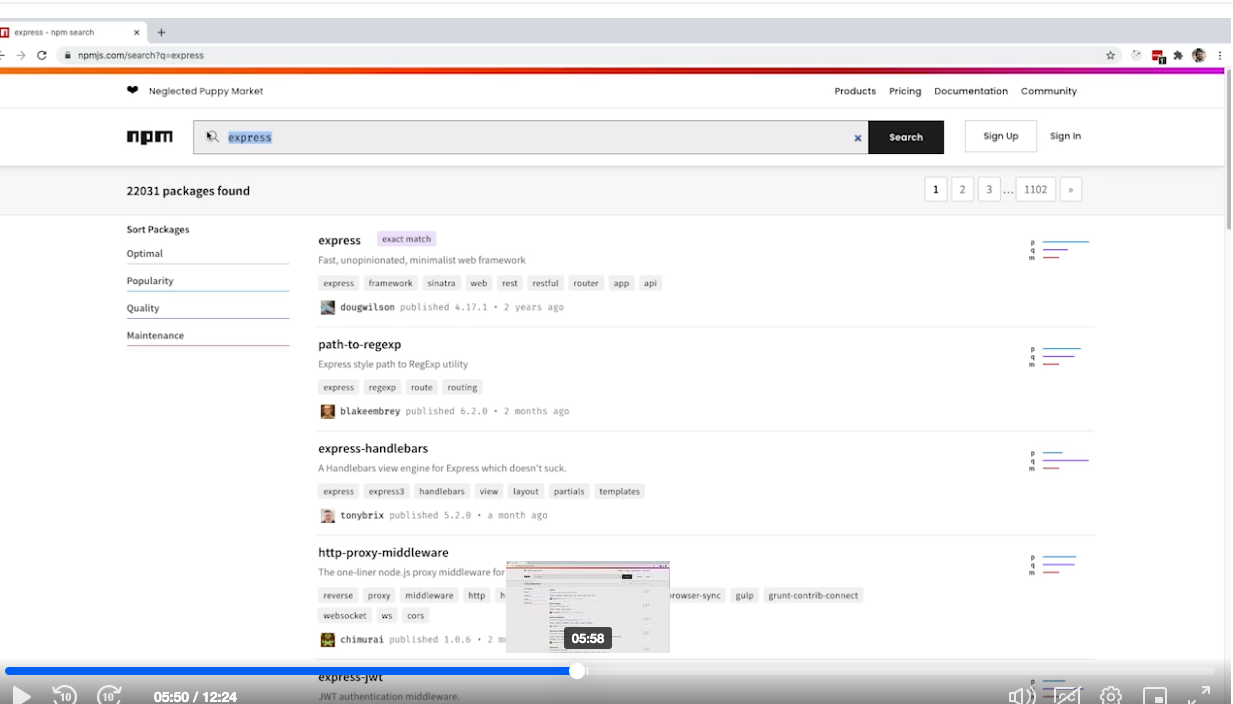 express - npm search
npmjs.com/search?q=express
Neglected Puppy Market
Products Pricing Documentation Community
npm
express
Search
Sign Up
Sign In
22031 packages found
1 2 3 ... 1102 »
Sort Packages
Optimal
Popularity
Quality
Maintenance
express exact match
Fast, unopinionated, minimalist web framework
express framework sinatra web rest restful router app api
dougwilson published 4.17.1 • 2 years ago
p
q
m
path-to-regexp
Express style path to RegExp utility
express regexp route routing
blakeembrey published 6.2.0 • 2 months ago
p
q
m
express-handlebars
A Handlebars view engine for Express which doesn't suck.
express express3 handlebars view layout partials templates
tonybrix published 5.2.0 • a month ago
p
q
m
http-proxy-middleware
The one-liner node.js proxy middleware for
reverse proxy middleware http rowser-sync gulp grunt-contrib-connect
websocket ws cors
chimurai published 1.0.6 • 2 m
p
q
m
05:58
express-jwt
JWT authentication middleware.
p
10 10 05:50 / 12:24
CC